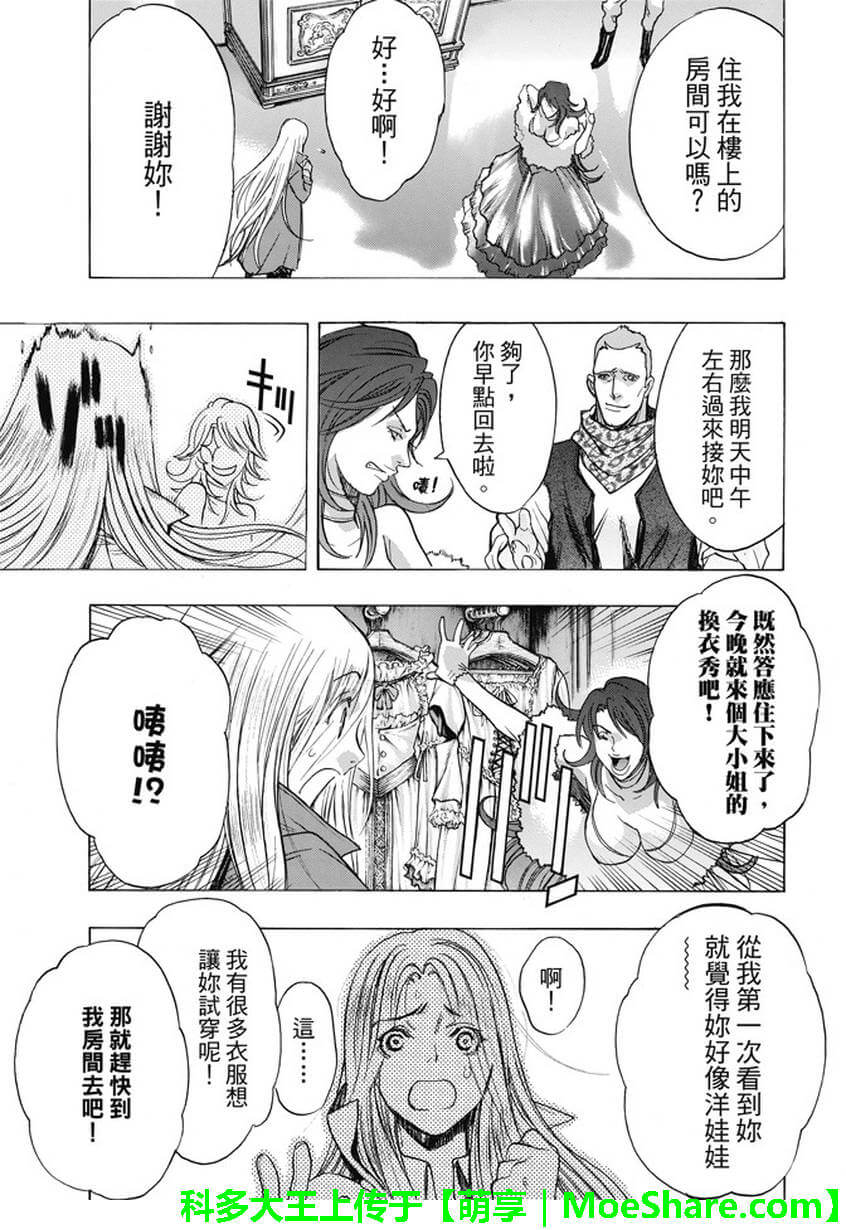 住我在樓上的
房間可以嗎？
好…好啊！
謝謝妳！
那麼我明天中午
左右過來接妳吧。
夠了，
你早點回去啦。
咦！
キッ
既然答應住下來了，
今晚就來個大小姐的
換衣秀吧！
咦咦！？
從我第一次看到妳
就覺得妳好像洋娃娃
～～～
啊！
這……
我有很多衣服想
讓妳試穿呢！
那就趕快到
我房間去吧！
科多大王上传于【萌享｜MoeShare.com】